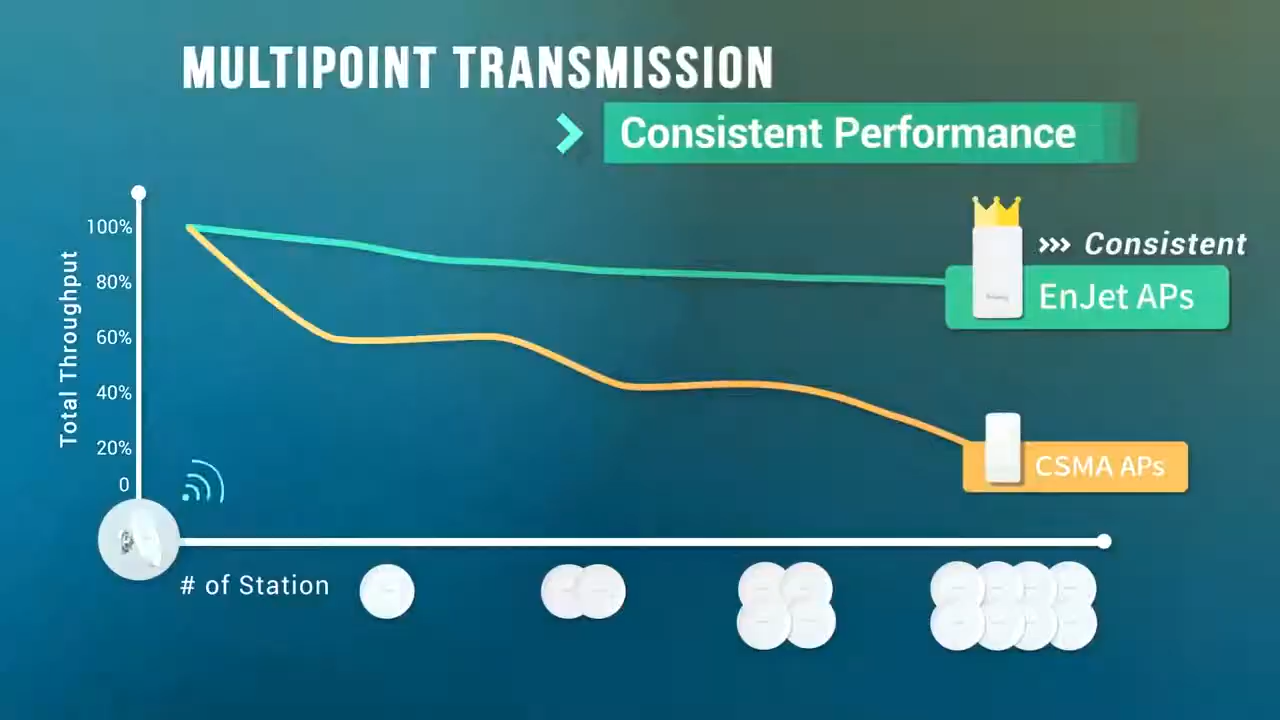 MULTIPOINT TRANSMISSION
Consistent Performance
Total Throughput
100%
80%
60%
40%
20%
0
Consistent
EnJet APs
CSMA APs
# of Station